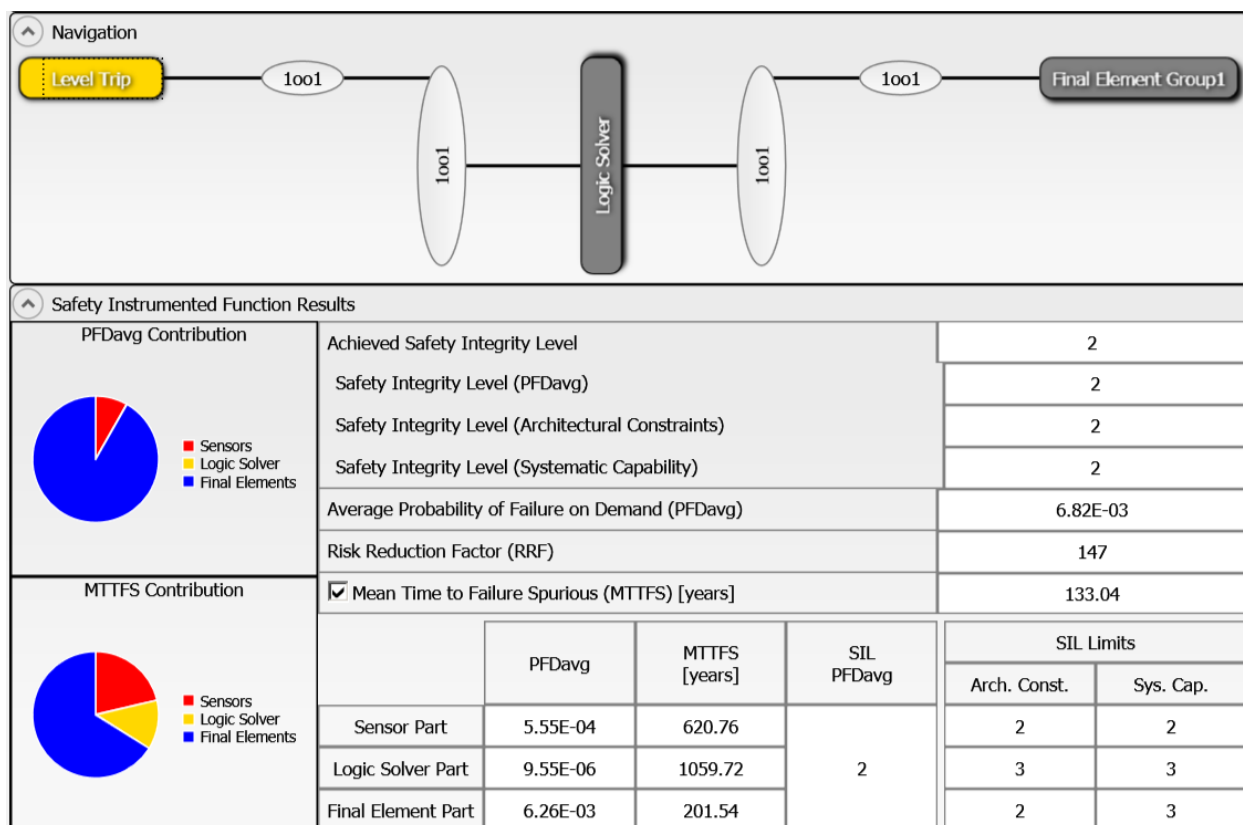 Navigation
Level Trip
1oo1
1oo1
Logic Solver
1oo1
1oo1
Final Element Group1
Safety Instrumented Function Results
PFDavg Contribution
Sensors
Logic Solver
Final Elements
MTTFS Contribution
Sensors
Logic Solver
Final Elements
Achieved Safety Integrity Level 2
Safety Integrity Level (PFDavg) 2
Safety Integrity Level (Architectural Constraints) 2
Safety Integrity Level (Systematic Capability) 2
Average Probability of Failure on Demand (PFDavg) 6.82E-03
Risk Reduction Factor (RRF) 147
Mean Time to Failure Spurious (MTTFS) [years] 133.04
PFDavg
MTTFS
[years]
SIL
PFDavg
SIL Limits
Arch. Const. Sys. Cap.
Sensor Part 5.55E-04 620.76 2 2
Logic Solver Part 9.55E-06 1059.72 2 3 3
Final Element Part 6.26E-03 201.54 2 3